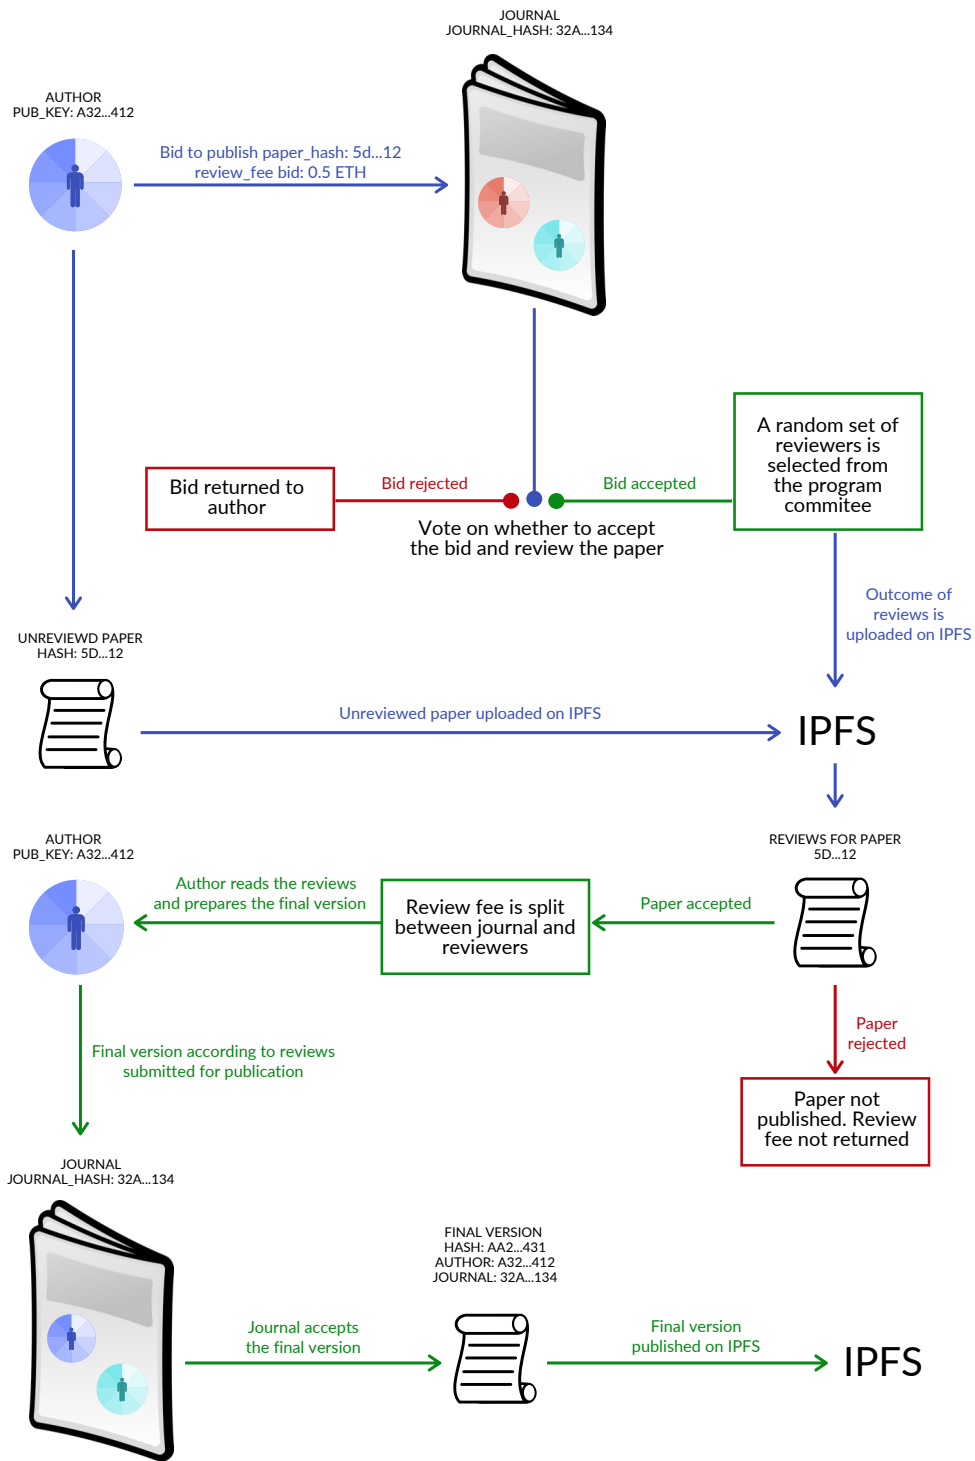 JOURNAL
JOURNAL_HASH: 32A...134
AUTHOR
PUB_KEY: A32...412
Bid to publish paper_hash: 5d...12
review_fee bid: 0.5 ETH
A random set of
reviewers is
selected from
the program
commitee
Bid returned to
author
Bid rejected
Bid accepted
Vote on whether to accept
the bid and review the paper
Outcome of
reviews is
uploaded on IPFS
UNREVIEWD PAPER
HASH: 5D...12
Unreviewed paper uploaded on IPFS
IPFS
AUTHOR
PUB_KEY: A32...412
REVIEWS FOR PAPER
5D...12
Author reads the reviews
and prepares the final version
Review fee is split
between journal and
reviewers
Paper accepted
Paper
rejected
Final version according to reviews
submitted for publication
Paper not
published. Review
fee not returned
JOURNAL
JOURNAL_HASH: 32A...134
FINAL VERSION
HASH: AA2...431
AUTHOR: A32...412
JOURNAL: 32A...134
Journal accepts
the final version
Final version
published on IPFS
IPFS